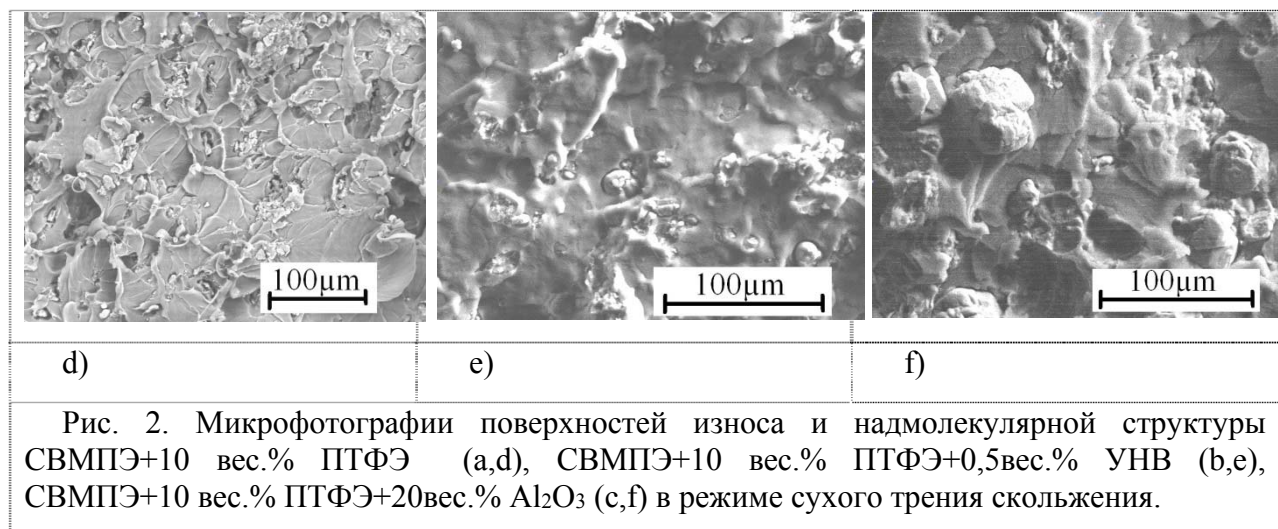 100µm
100µm
100µm
d)
e)
f)
Рис. 2. Микрофотографии поверхностей износа и надмолекулярной структуры
СВМПЭ+10 вес.% ПТФЭ (a,d), СВМПЭ+10 вес.% ПТФЭ+0,5вес.% УНВ (b,e),
СВМПЭ+10 вес.% ПТФЭ+20вес.% Al₂O₃ (c,f) в режиме сухого трения скольжения.